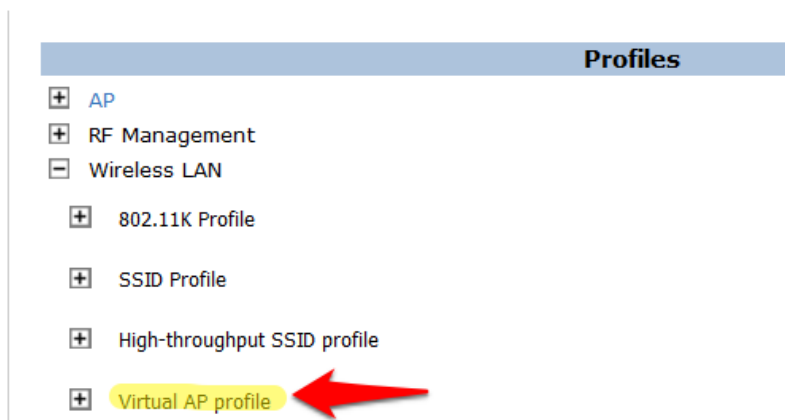 Profiles
AP
RF Management
Wireless LAN
802.11K Profile
SSID Profile
High-throughput SSID profile
Virtual AP profile